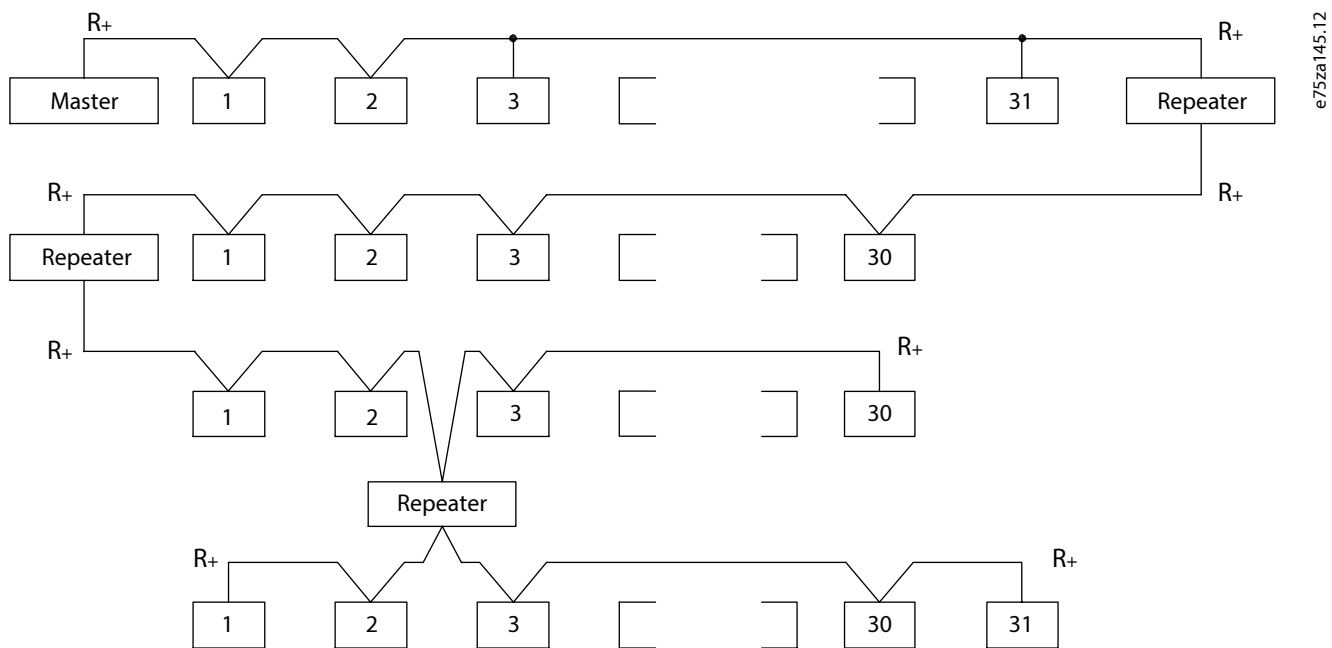 R+ R+
Master 1 2 3 31 Repeater
R+ R+
Repeater 1 2 3 30
R+ R+
1 2 3 30
Repeater
R+ R+
1 2 3 30 31
e75za145.12